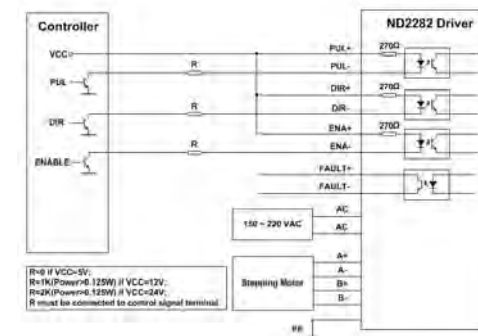 Controller
ND2282 Driver
VCC
PUL
DIR
ENABLE
R
R
R
PUL+
270Ω
PUL-
DIR+
270Ω
DIR-
ENA+
270Ω
ENA-
FAULT+
FAULT-
150 ~ 220 VAC
AC
AC
Stepping Motor
A+
A-
B+
B-
PE
R=0 if VCC=5V;
R=1K(Power>0.125W) if VCC=12V;
R=2K(Power>0.125W) if VCC=24V;
R must be connected to control signal terminal